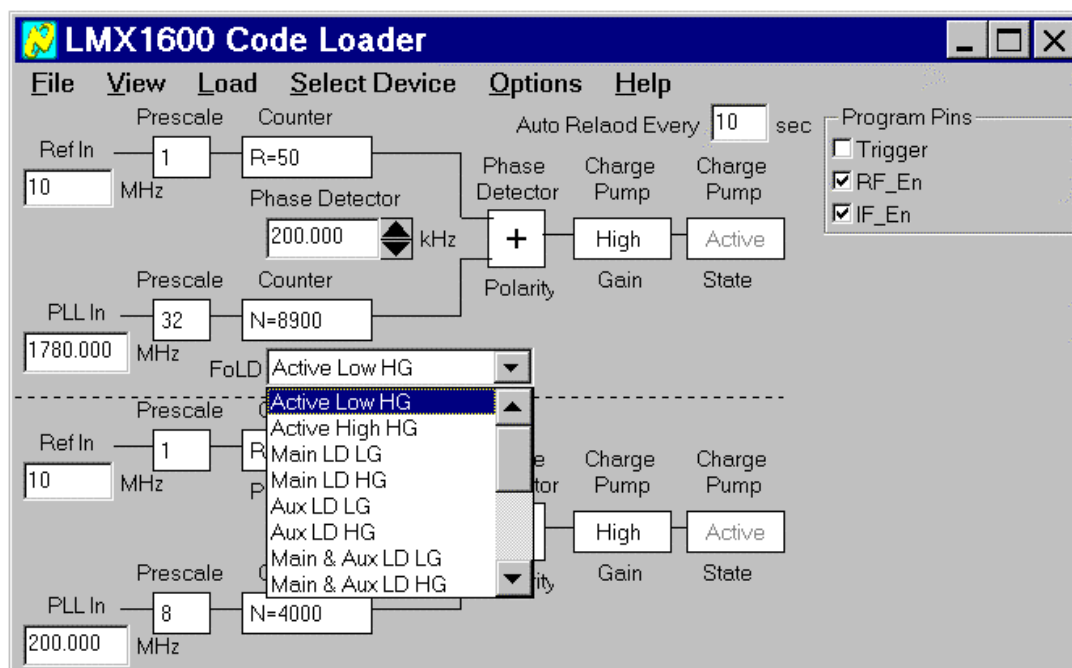 LMX1600 Code Loader
File View Load Select Device Options Help
Prescale Counter Auto Relaod Every 10 sec Program Pins
Ref In 1 R=50 Trigger
10 MHz Phase Detector Phase Detector Charge Pump Charge Pump RF_En
200.000 kHz + High Active IF_En
Prescale Counter Polarity Gain State
PLL In 32 N=8900
1780.000 MHz
FoLD Active Low HG
Active Low HG
Prescale
Active High HG
Ref In 1 R Main LD LG Charge Pump Charge Pump
10 MHz P Main LD HG tor
Aux LD LG
Aux LD HG High Active
Main & Aux LD LG
Prescale Main & Aux LD HG ity Gain State
PLL In 8 N=4000
200.000 MHz